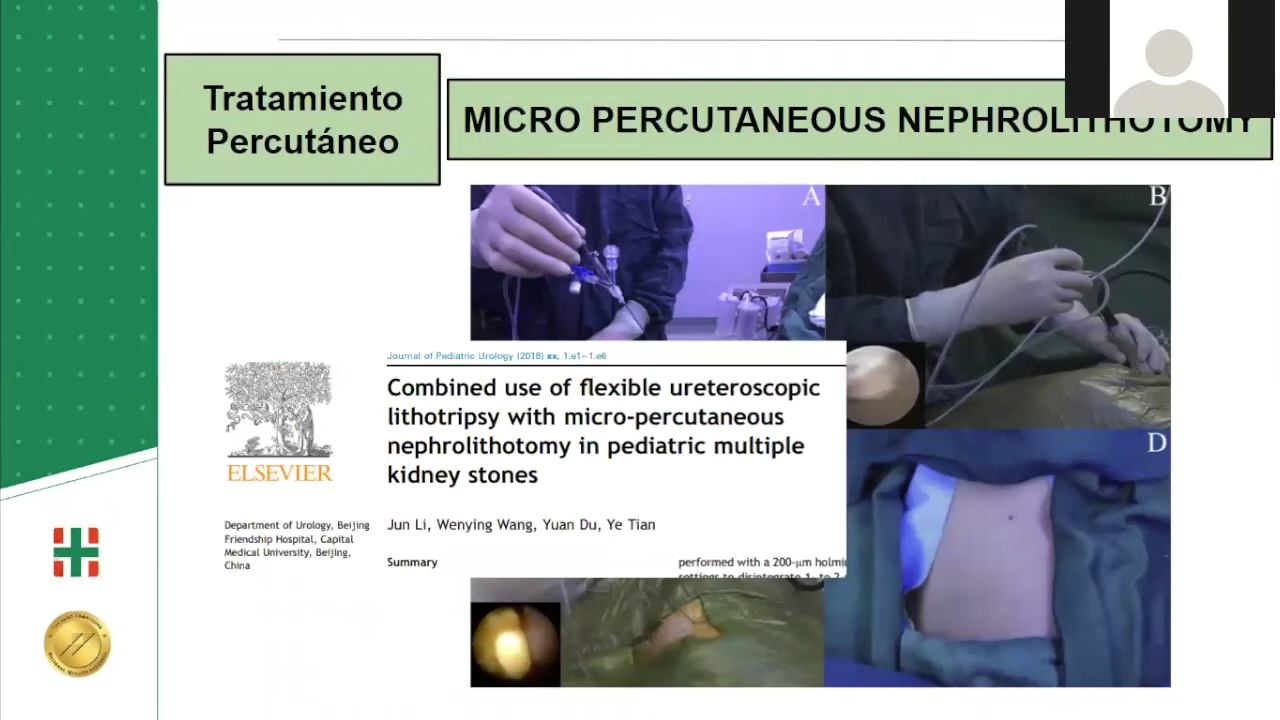 Tratamiento
Percutáneo
MICRO PERCUTANEOUS NEPHROLITHOTOMY
A
B
Journal of Pediatric Urology (2018) xx, 1.e1–1.e6
Combined use of flexible ureteroscopic
lithotripsy with micro-percutaneous
nephrolithotomy in pediatric multiple
kidney stones
ELSEVIER
Jun Li, Wenying Wang, Yuan Du, Ye Tian
Department of Urology, Beijing
Friendship Hospital, Capital
Medical University, Beijing,
China
Summary
performed with a 200-μm
D